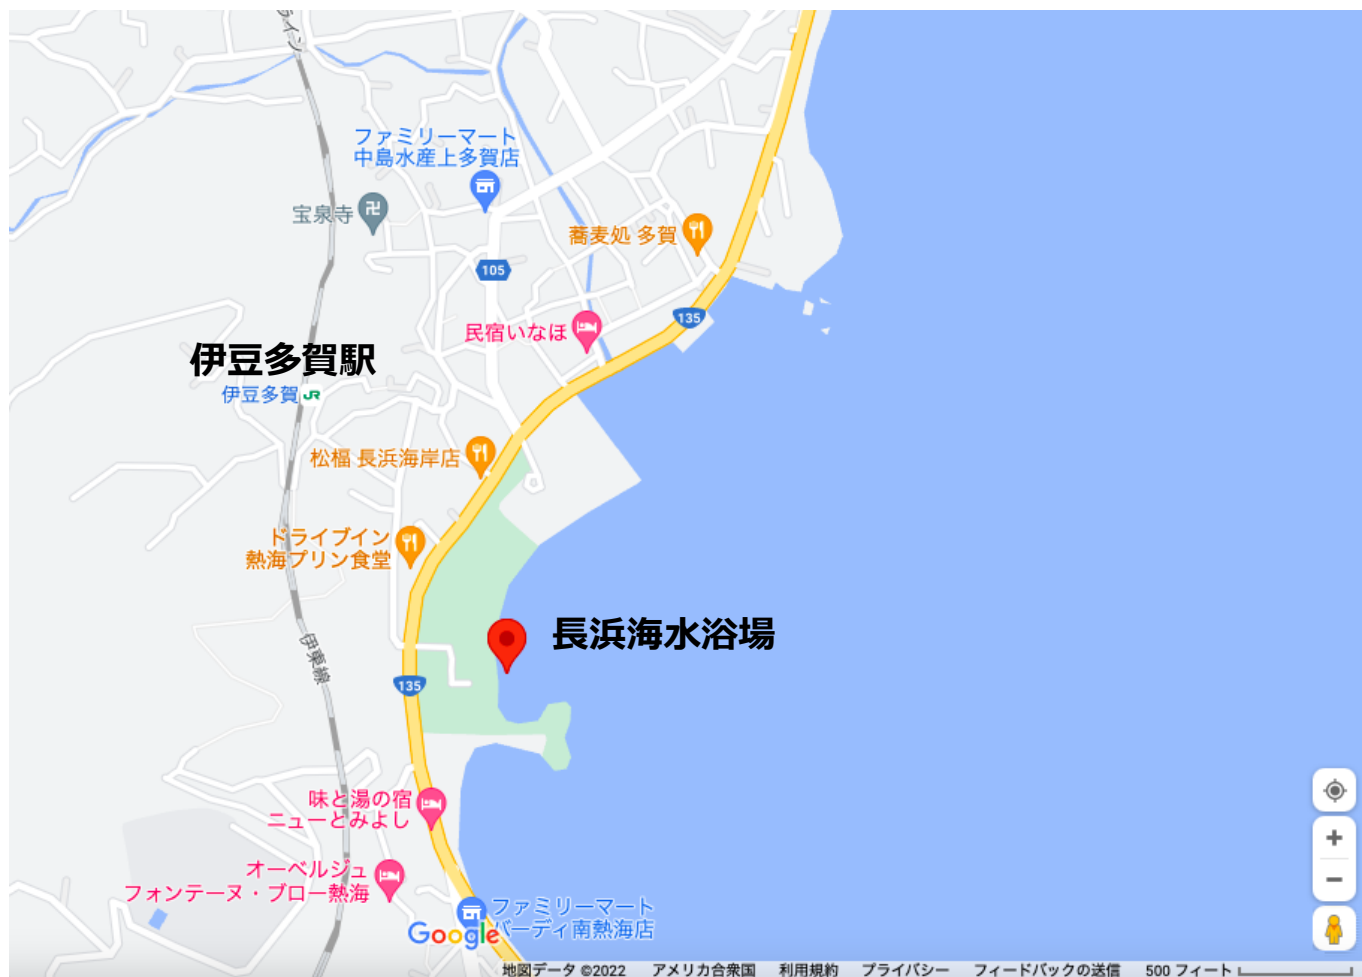 ライン
ファミリーマート
中島水産上多賀店
宝泉寺
蕎麦処 多賀
105
135
民宿いなほ
伊豆多賀駅
伊豆多賀 JR
松福 長浜海岸店
ドライブイン
熱海プリン食堂
長浜海水浴場
伊東線
135
味と湯の宿
ニューとみよし
オーベルジュ
フォンテーヌ・ブロー熱海
ファミリーマート
バーディ南熱海店
Google
地図データ ©2022 アメリカ合衆国 利用規約 プライバシー フィードバックの送信 500 フィート